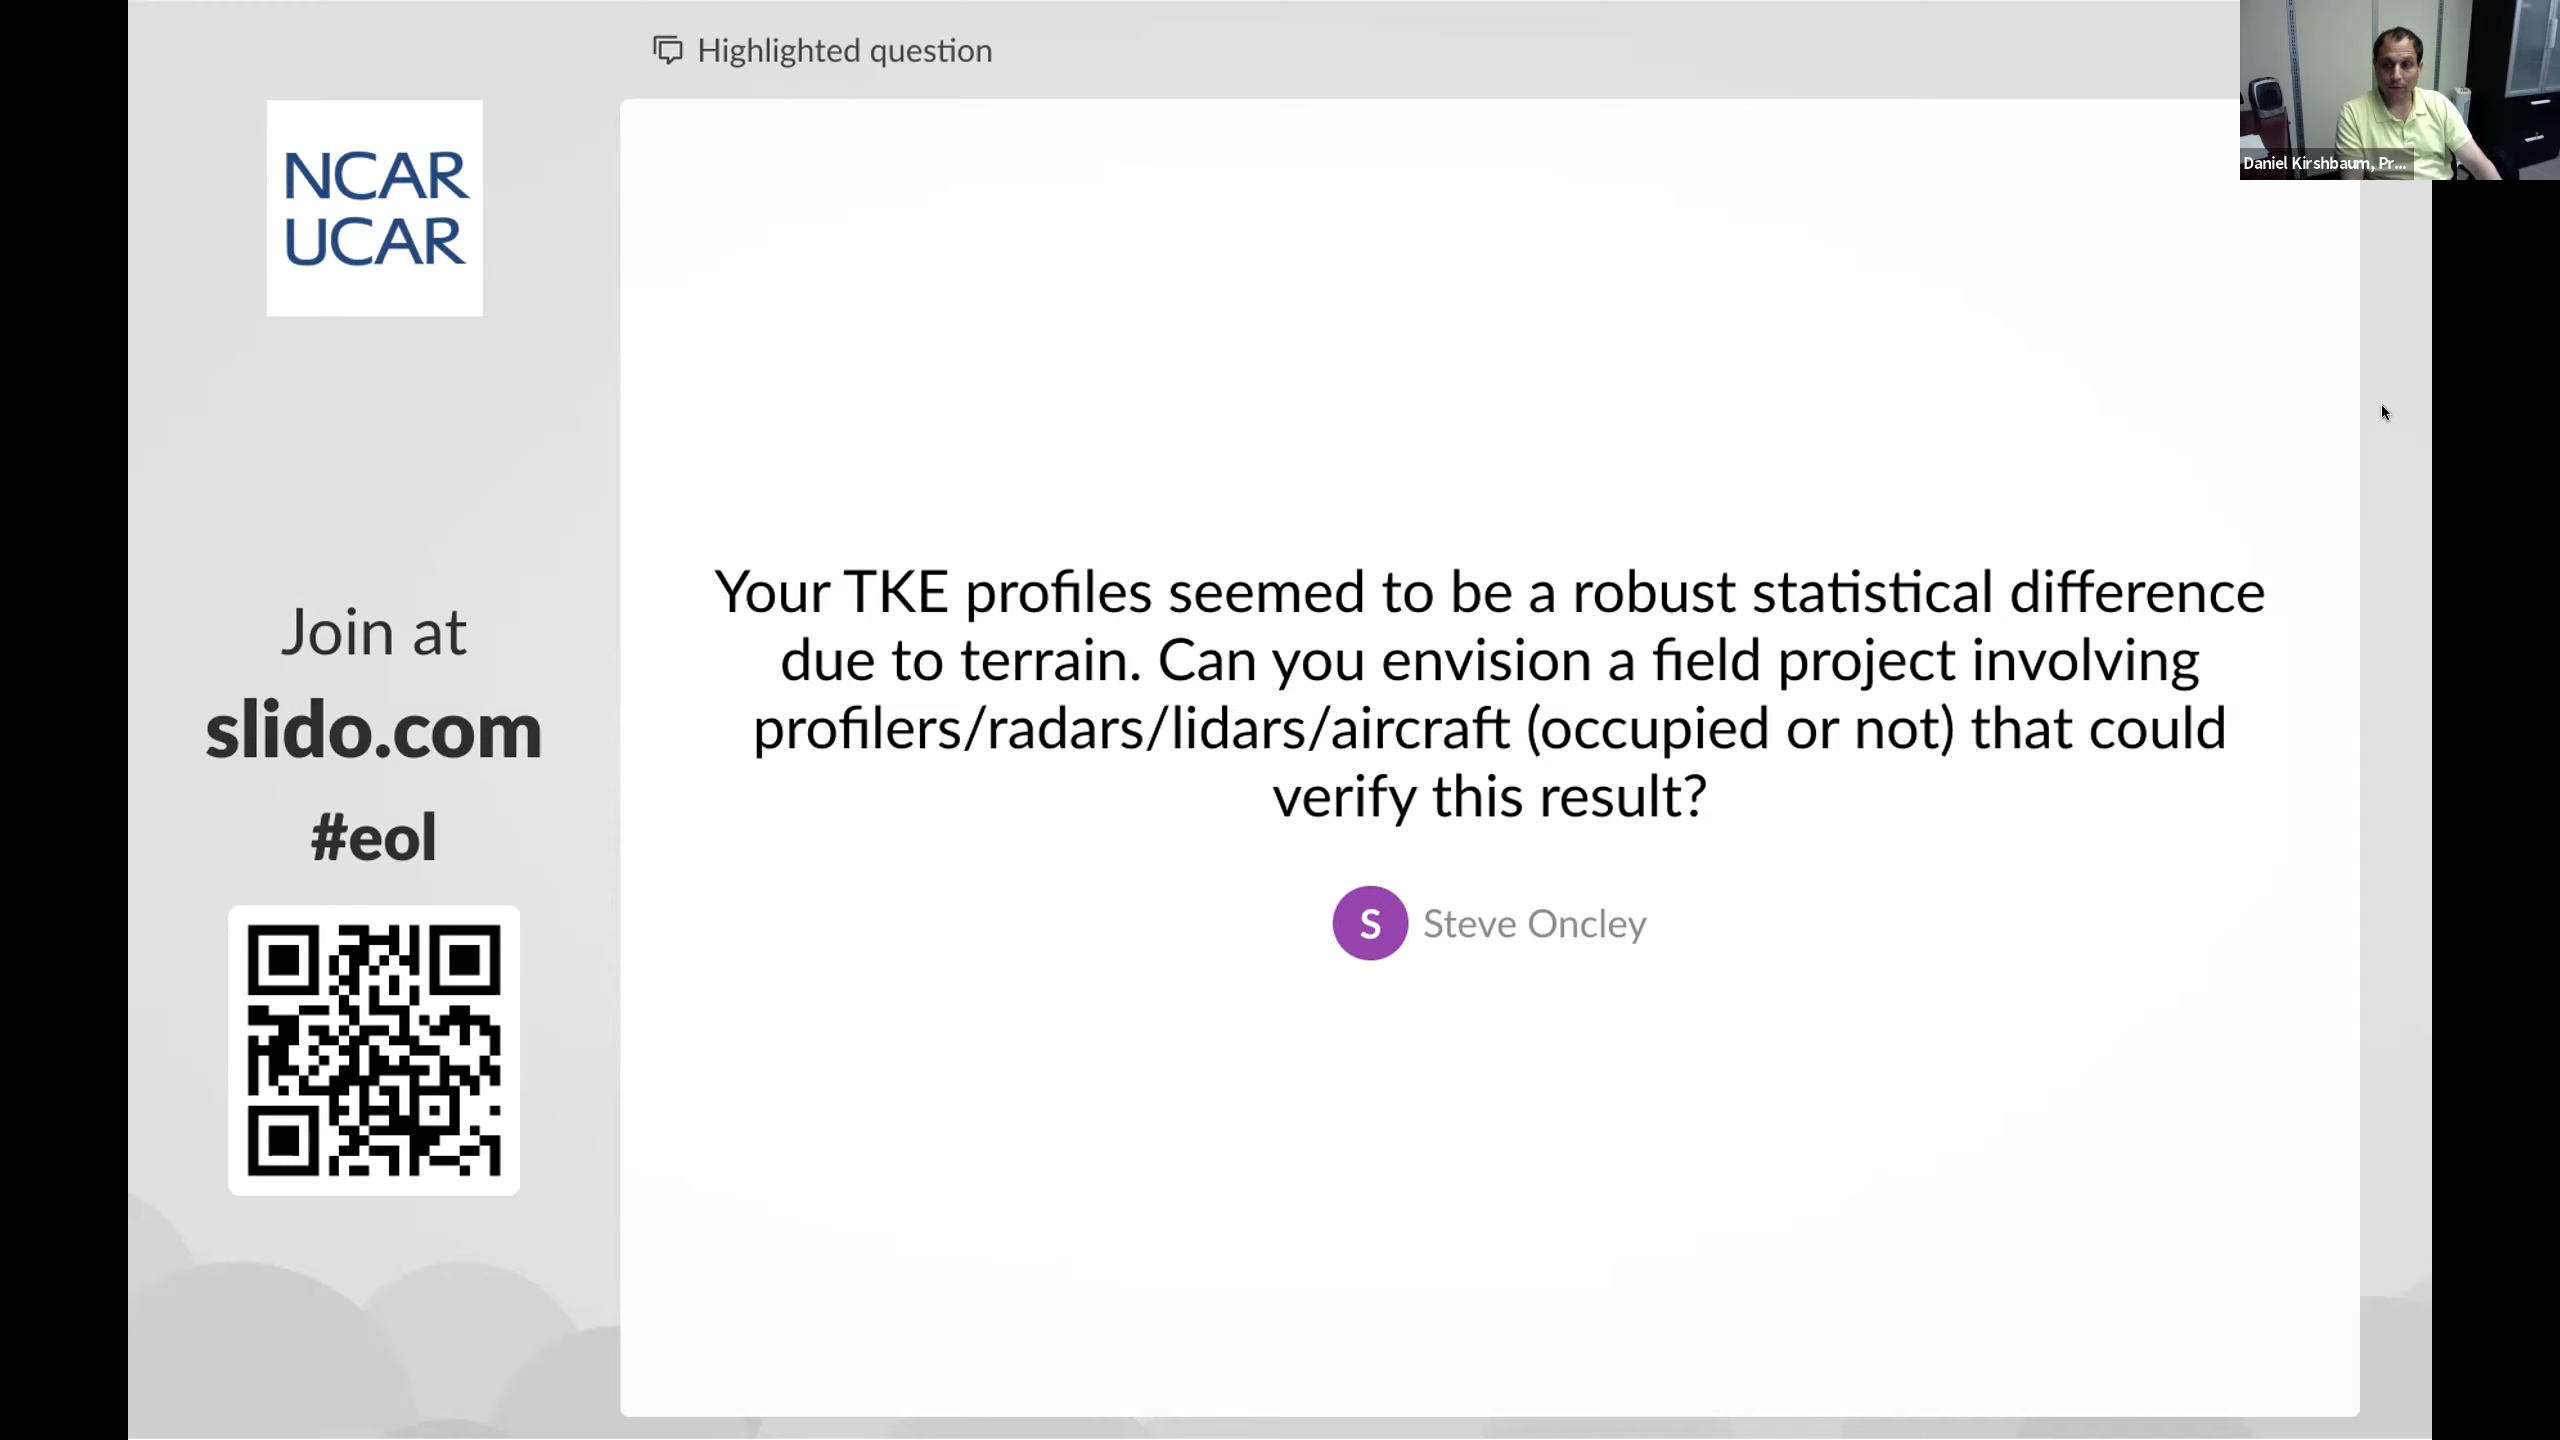 Highlighted question
NCAR
UCAR
Daniel Kirshbaum, Pr...
Your TKE profiles seemed to be a robust statistical difference
due to terrain. Can you envision a field project involving
profilers/radars/lidars/aircraft (occupied or not) that could
verify this result?
S Steve Oncley
Join at
slido.com
#eol